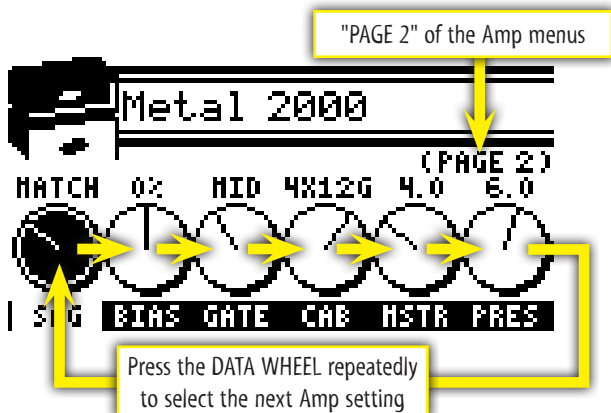 "PAGE 2" of the Amp menus
Metal 2000
(PAGE 2)
MATCH 0% MID 4X12G 4.0 6.0
BIAS GATE CAB MSTR PRES
Press the DATA WHEEL repeatedly
to select the next Amp setting